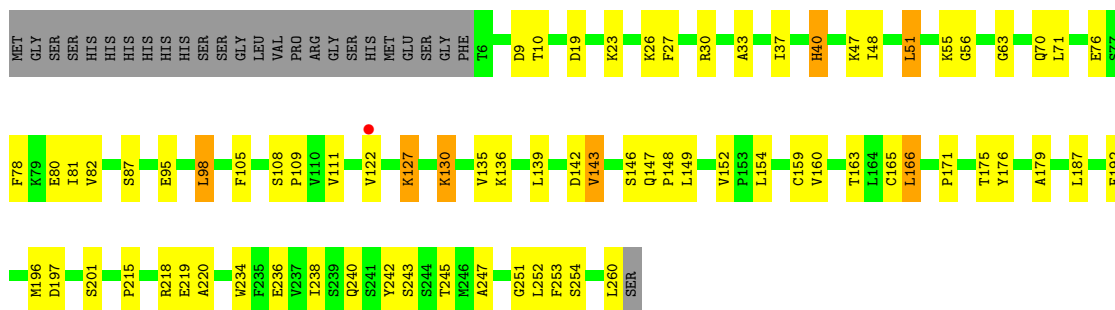 MET GLY SER SER HIS HIS HIS HIS HIS HIS SER SER GLY LEU VAL PRO ARG GLY SER HIS MET GLU SER GLY PHE T6 D9 T10 D19 K23 K26 F27 R30 A33 I37 H40 K47 I48 L51 K55 G56 G63 Q70 L71 E76 S77
F78 K79 E80 I81 V82 S87 E95 L98 F105 S108 P109 V110 V111 V122 K127 K130 V135 K136 L139 D142 V143 S146 Q147 P148 L149 V152 P153 L154 C159 V160 T163 L164 C165 L166 P171 T175 Y176 A179 L187
M196 D197 S201 P215 R218 E219 A220 W234 F235 E236 V237 I238 S239 Q240 S241 Y242 S243 S244 T245 M246 A247 G251 L252 F253 S254 L260 SER